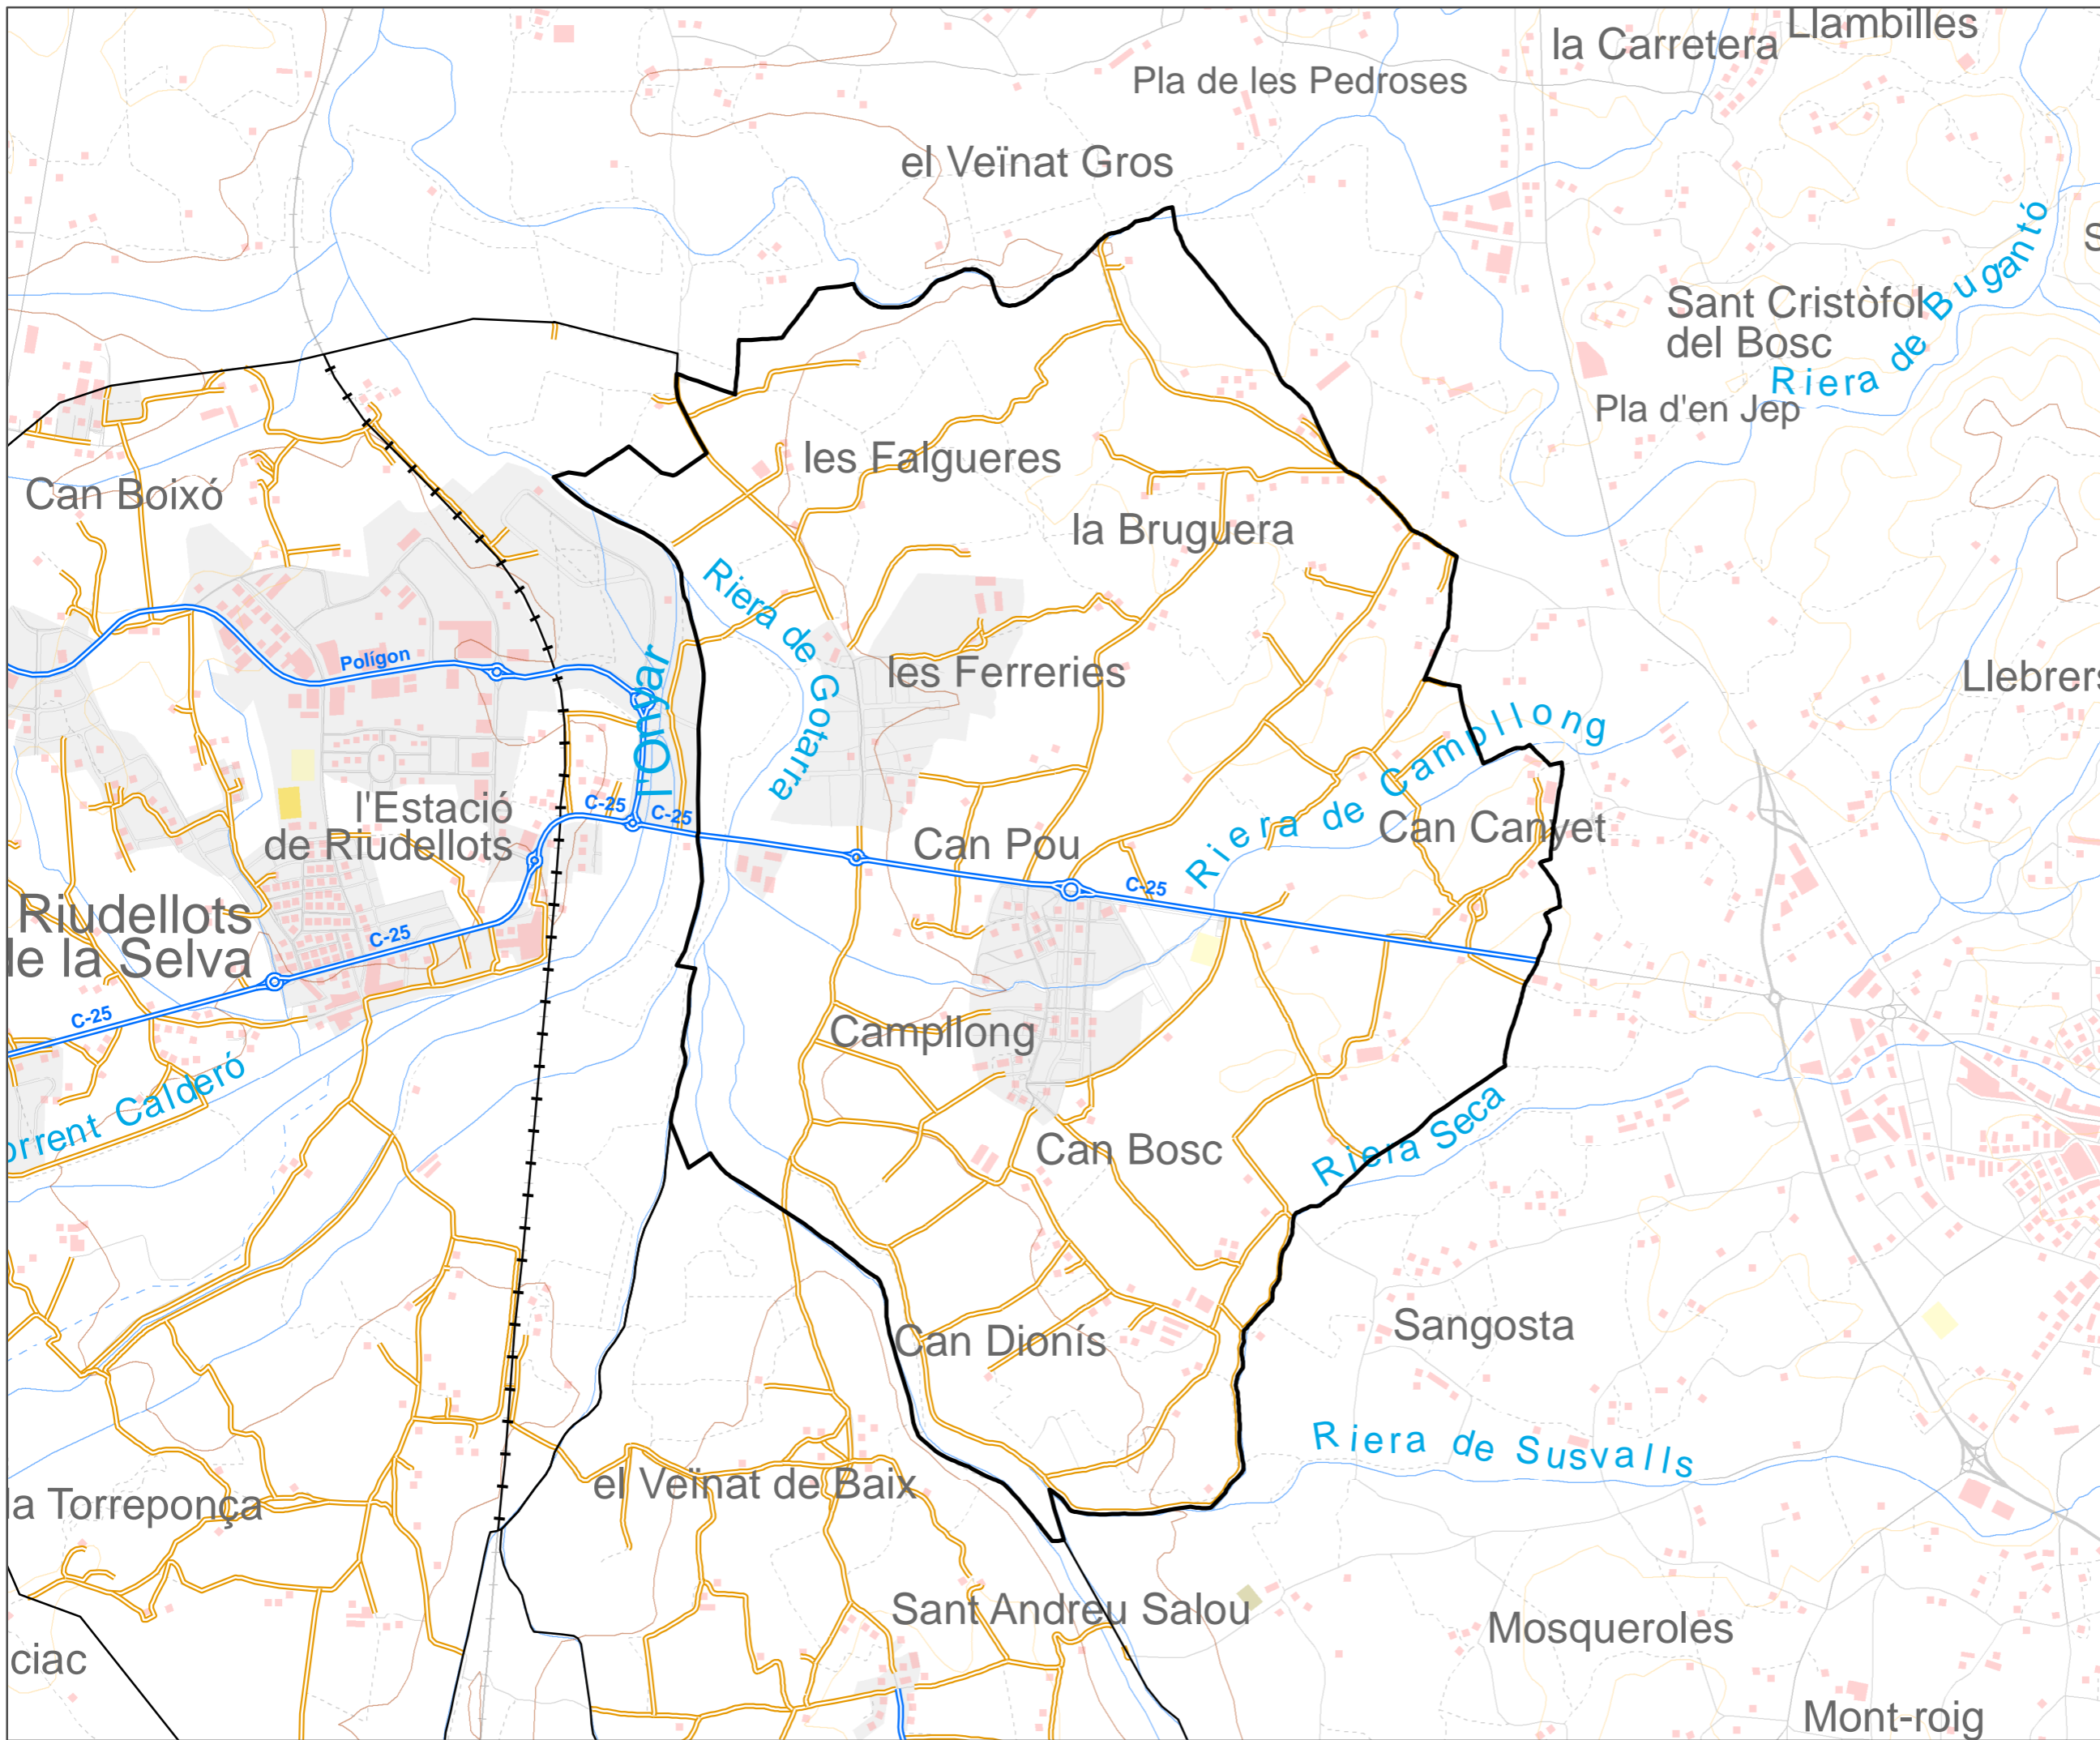 Llambilles
la Carretera
Pla de les Pedroses
el Veïnat Gros
Riera de Bugantó
S
Sant Cristòfol
del Bosc
Pla d'en Jep
les Falgueres
Can Boixó
la Bruguera
Riera de Gotarra
Polígon
les Ferreries
Llebrers
l'Onyar
Riera de Campllong
l'Estació
de Riudellots
C-25
C-25
Can Pou
Can Canyet
C-25
Riudellots
de la Selva
C-25
C-25
Campllong
Torrent Calderó
Can Bosc
Riera Seca
Can Dionís
Sangosta
Riera de Susvalls
el Veïnat de Baix
la Torreponça
Sant Andreu Salou
Mosqueroles
ciac
Mont-roig